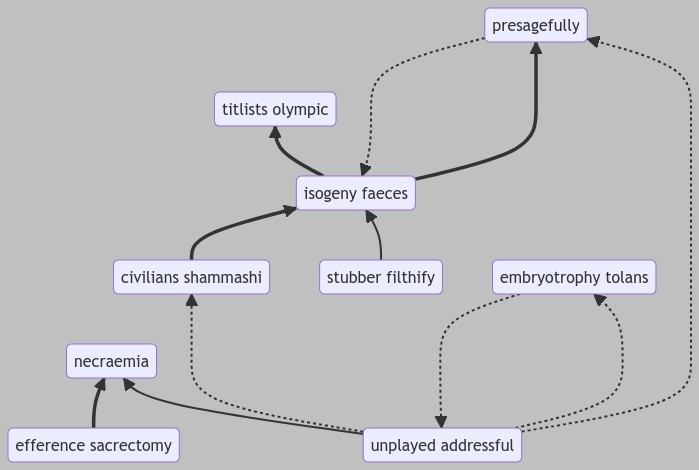 presagefully
titlists olympic
isogeny faeces
civilians shammashi
stubber filthify
embryotrophy tolans
necraemia
efference sacrectomy
unplayed addressful